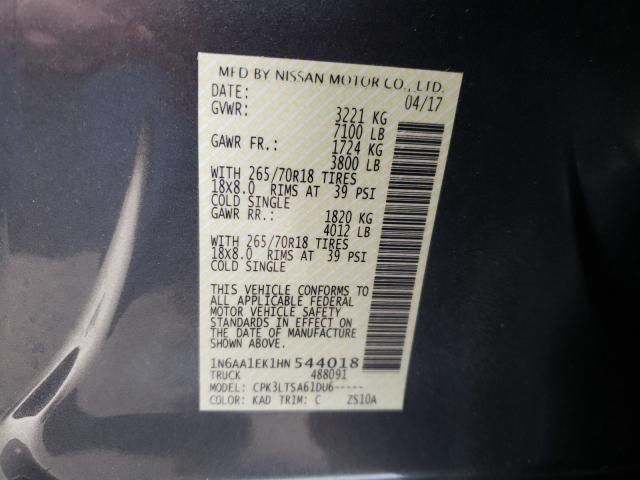 MFD BY NISSAN MOTOR CO., LTD.
DATE: 04/17
GVWR: 3221 KG
7100 LB
GAWR FR.: 1724 KG
3800 LB
WITH 265/70R18 TIRES
18X8.0 RIMS AT 39 PSI
COLD SINGLE
GAWR RR.: 1820 KG
4012 LB
WITH 265/70R18 TIRES
18X8.0 RIMS AT 39 PSI
COLD SINGLE
THIS VEHICLE CONFORMS TO
ALL APPLICABLE FEDERAL
MOTOR VEHICLE SAFETY
STANDARDS IN EFFECT ON
THE DATE OF MANUFACTURE
SHOWN ABOVE.
1N6AA1EK1HN544018
TRUCK 488091
MODEL: CPK3LTSA61DU6-----
COLOR: KAD TRIM: C ZS10A